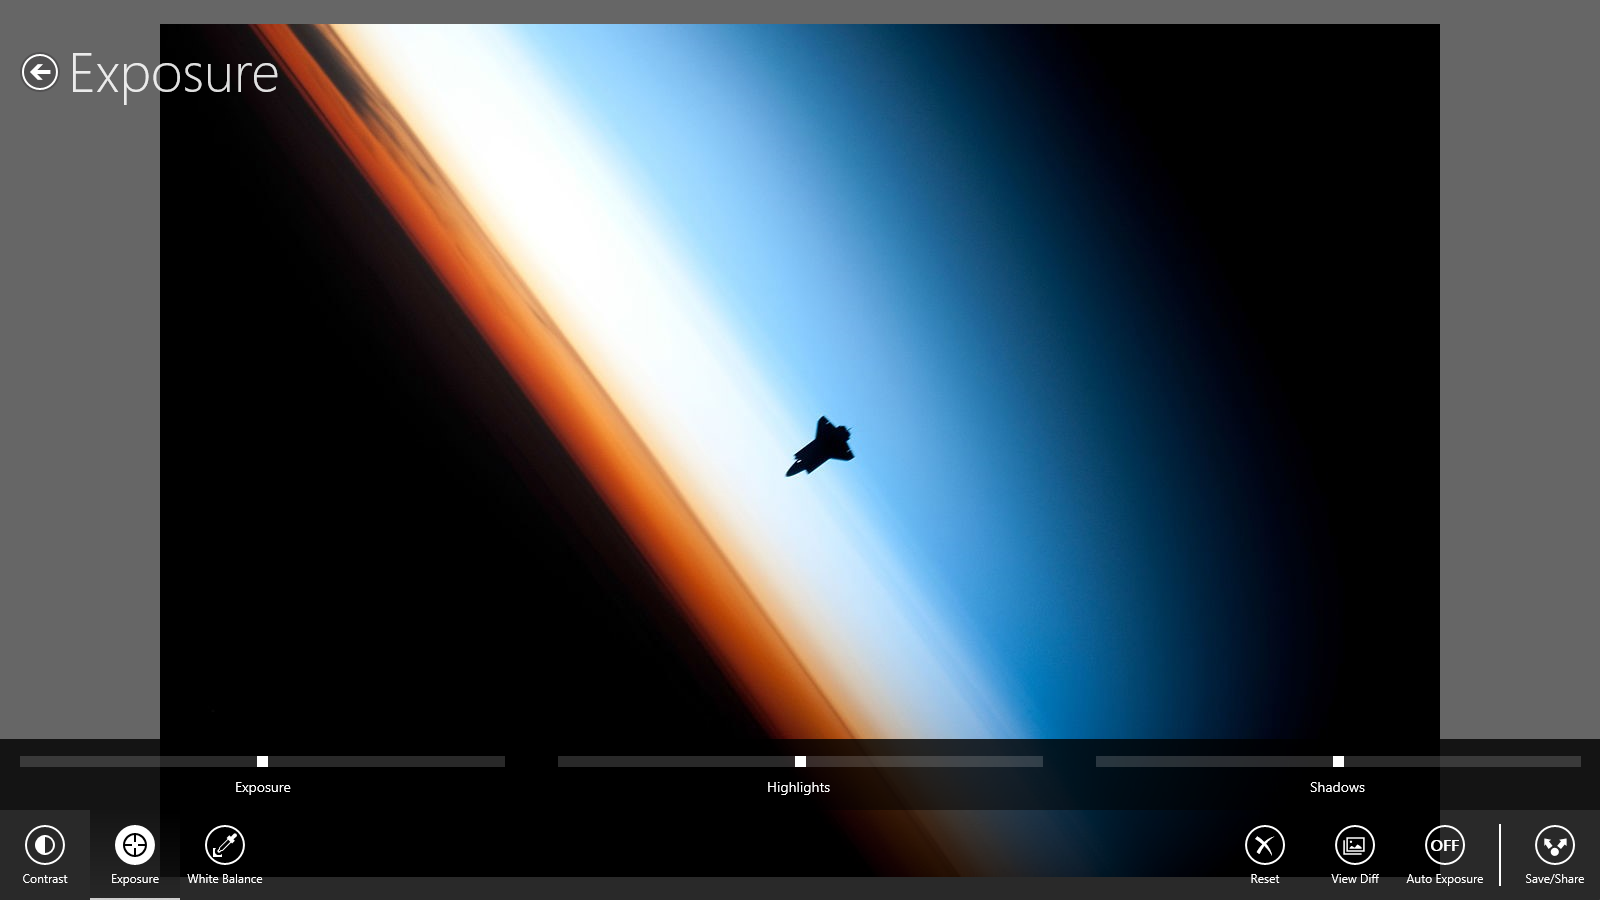 Exposure
Exposure
Highlights
Shadows
Contrast
Exposure
White Balance
Reset
View Diff
OFF
Auto Exposure
Save/Share